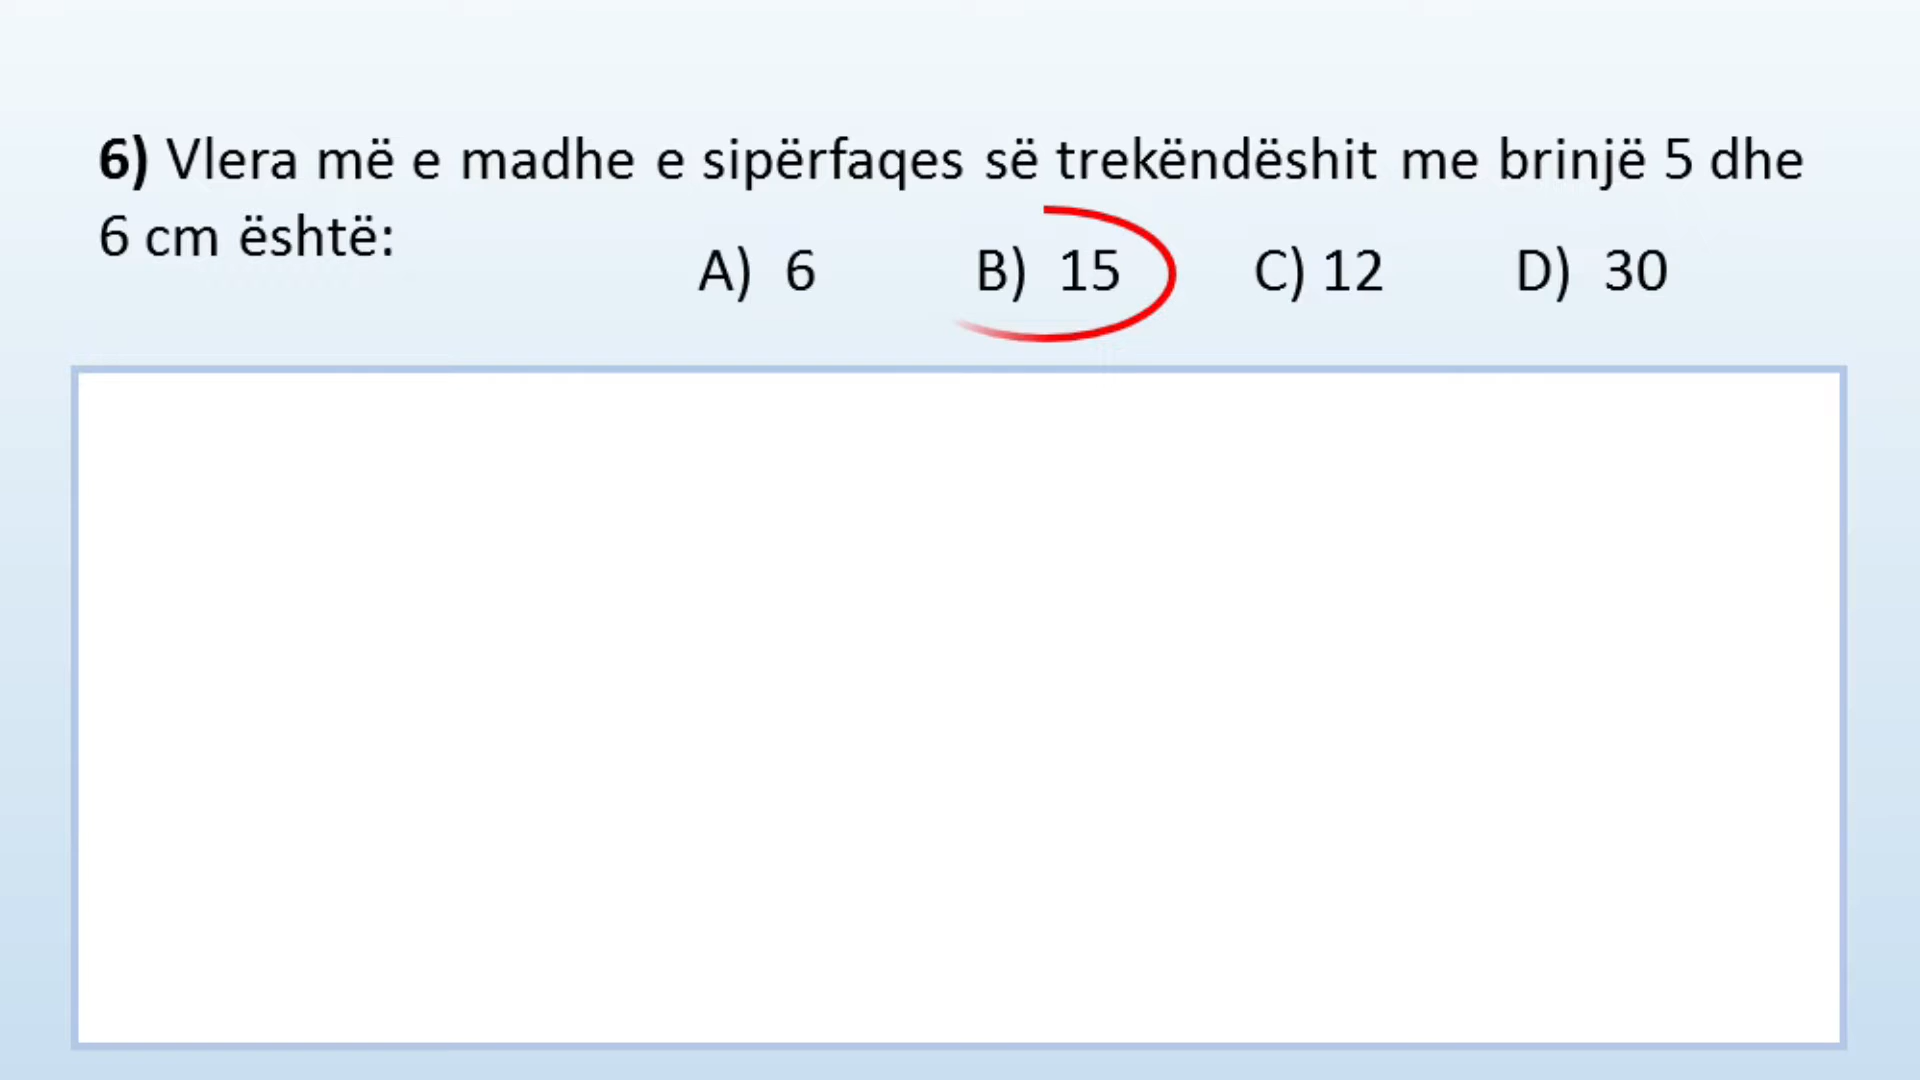 6) Vlera më e madhe e sipërfaqes së trekëndëshit me brinjë 5 dhe
6 cm është:
A) 6 B) 15 C) 12 D) 30